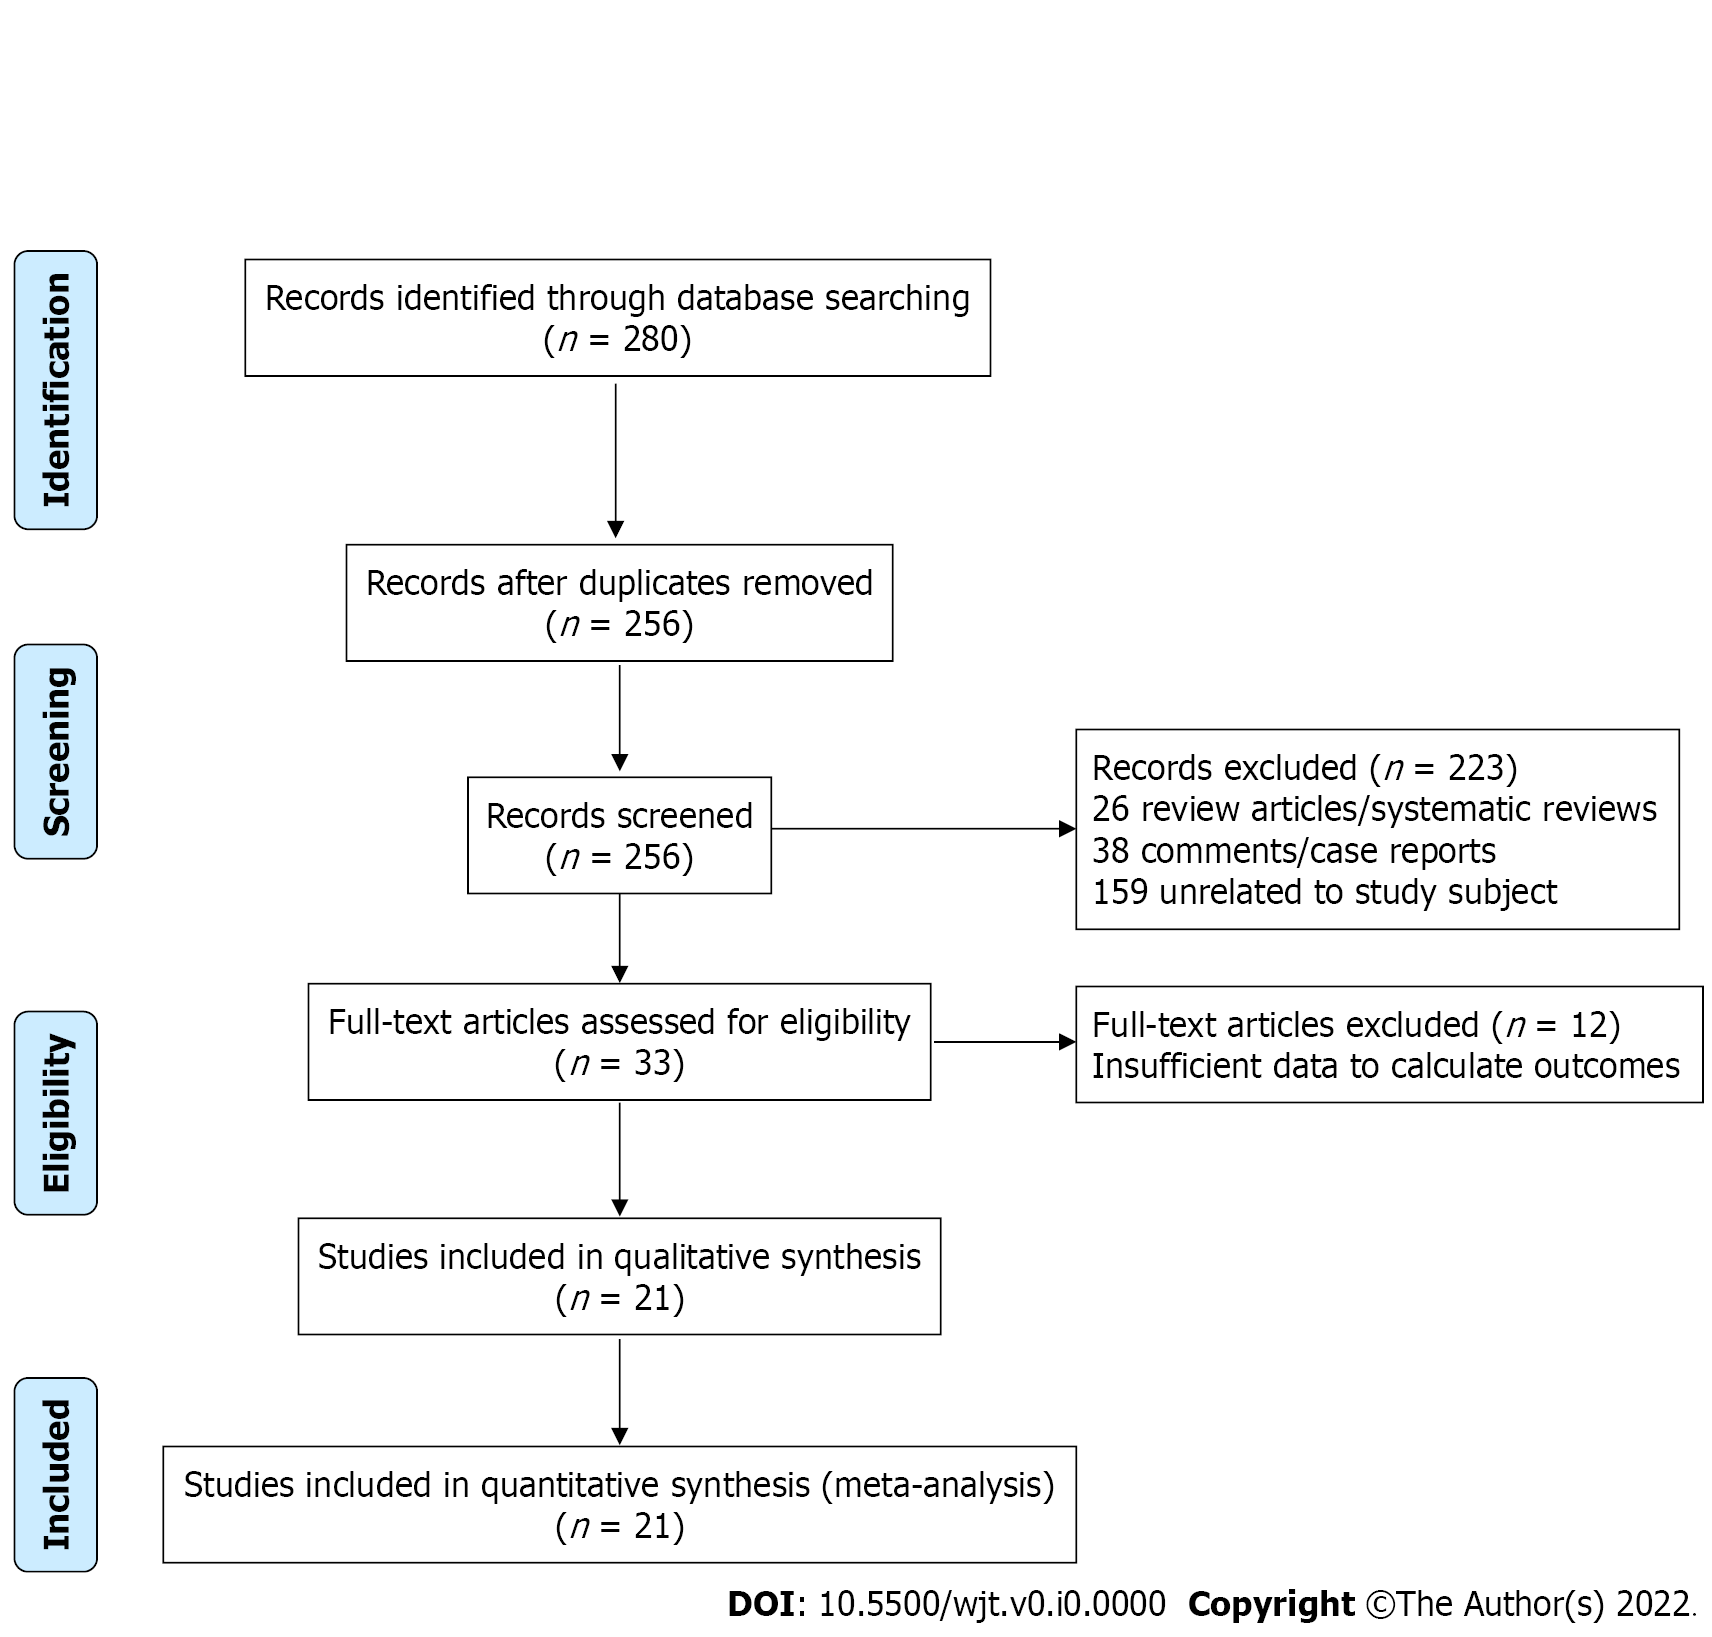 Identification
Records identified through database searching
(n = 280)
Records after duplicates removed
(n = 256)
Screening
Records screened
(n = 256)
Records excluded (n = 223)
26 review articles/systematic reviews
38 comments/case reports
159 unrelated to study subject
Eligibility
Full-text articles assessed for eligibility
(n = 33)
Full-text articles excluded (n = 12)
Insufficient data to calculate outcomes
Studies included in qualitative synthesis
(n = 21)
Included
Studies included in quantitative synthesis (meta-analysis)
(n = 21)
DOI: 10.5500/wjt.v0.i0.0000 Copyright ©The Author(s) 2022.